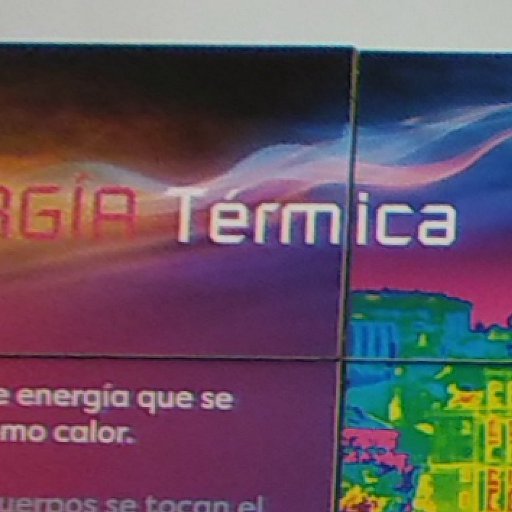 RGÍA Térmica
e energía que se
mo calor.
uerpos se tocan el